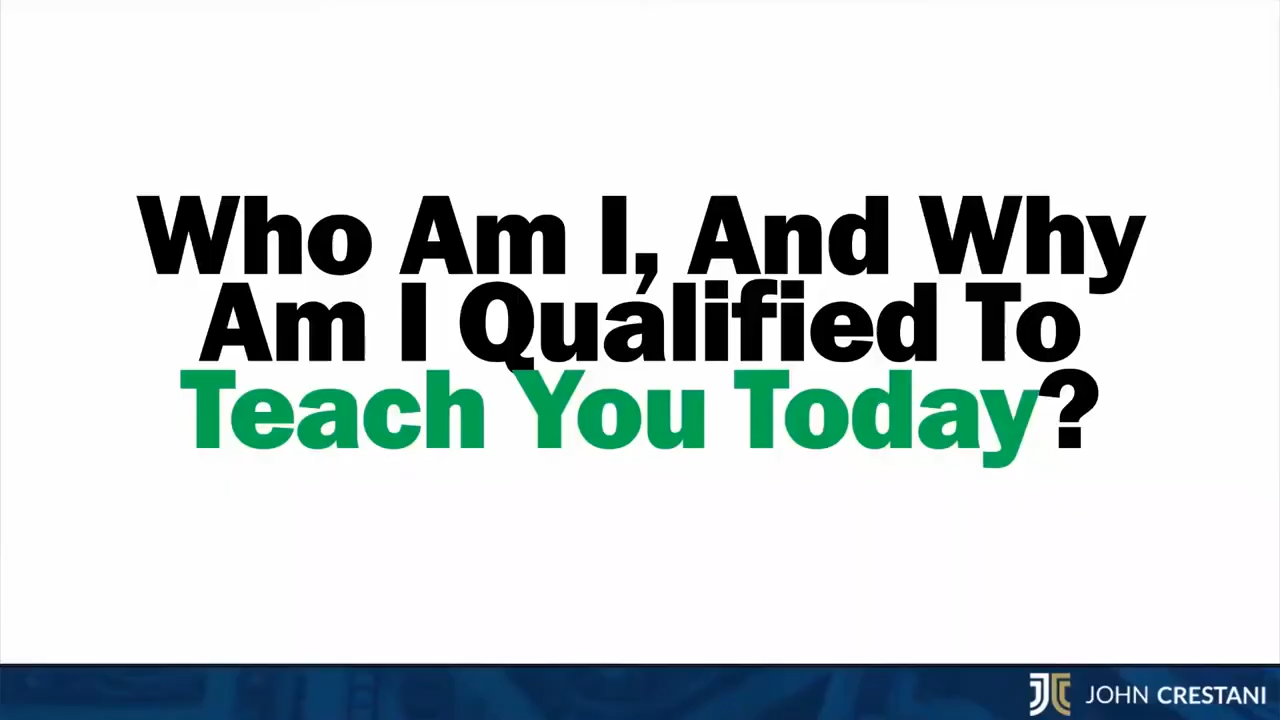 Who Am I, And Why
Am I Qualified To
Teach You Today?
JOHN CRESTANI